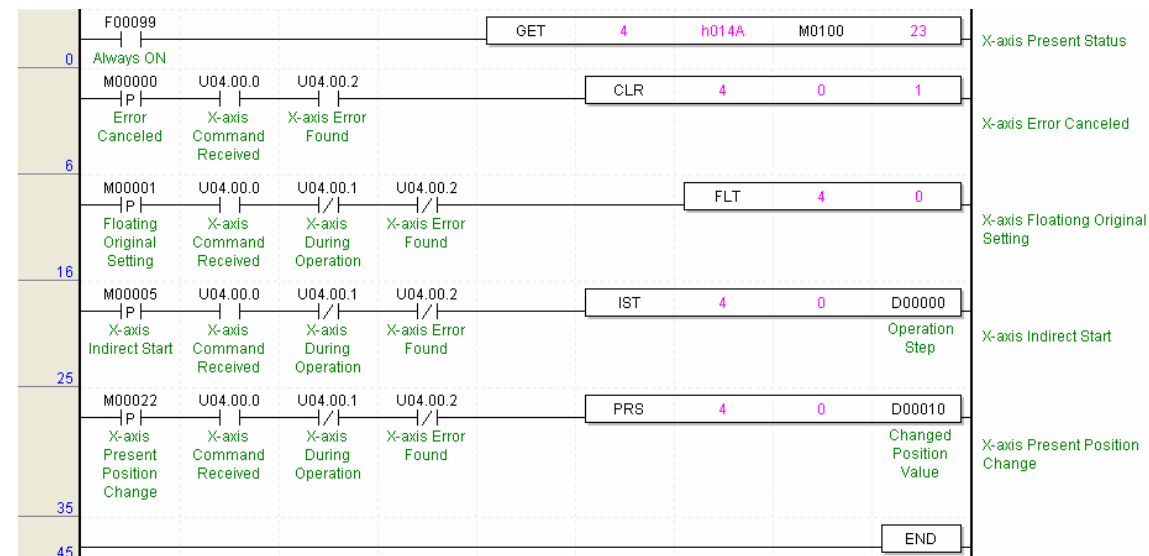 F00099
GET 4 h014A M0100 23
X-axis Present Status
0 Always ON
M00000 U04.00.0 U04.00.2
P
CLR 4 0 1
Error X-axis X-axis Error
Canceled Command Found
Received
X-axis Error Canceled
6
M00001 U04.00.0 U04.00.1 U04.00.2
P
FLT 4 0
Floating X-axis X-axis X-axis Error
Original Command During Found
Setting Received Operation
X-axis Floationg Original
Setting
16
M00005 U04.00.0 U04.00.1 U04.00.2
P
IST 4 0 D00000
X-axis X-axis X-axis X-axis Error Operation
Indirect Start Command During Found Step
Received Operation
X-axis Indirect Start
25
M00022 U04.00.0 U04.00.1 U04.00.2
P
PRS 4 0 D00010
X-axis X-axis X-axis X-axis Error Changed
Present Command During Found Position
Position Received Operation Value
Change
X-axis Present Position
Change
35
END
45